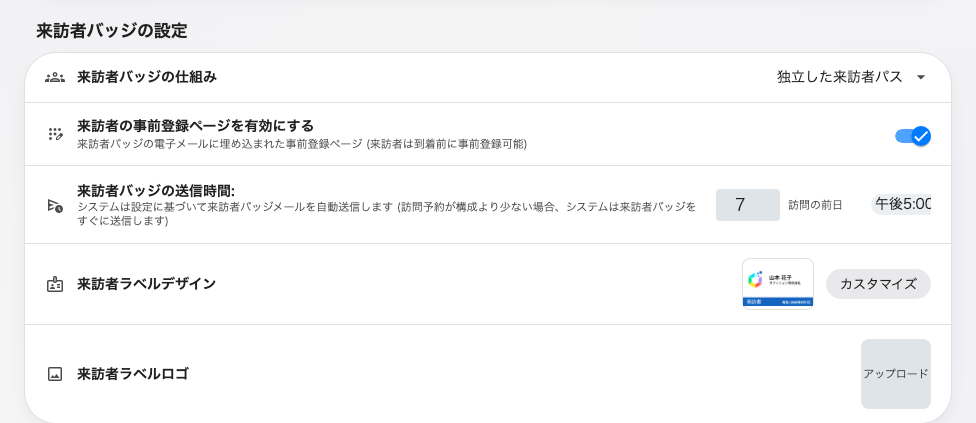 来訪者バッジの設定
来訪者バッジの仕組み
独立した来訪者パス
来訪者の事前登録ページを有効にする
来訪者バッジの電子メールに埋め込まれた事前登録ページ (来訪者は到着前に事前登録可能)
来訪者バッジの送信時間:
システムは設定に基づいて来訪者バッジメールを自動送信します (訪問予約が構成より少ない場合、システムは来訪者バッジを
すぐに送信します)
7
訪問の前日
午後5:00
来訪者ラベルデザイン
山本 花子
来訪者
カスタマイズ
来訪者ラベルロゴ
アップロード